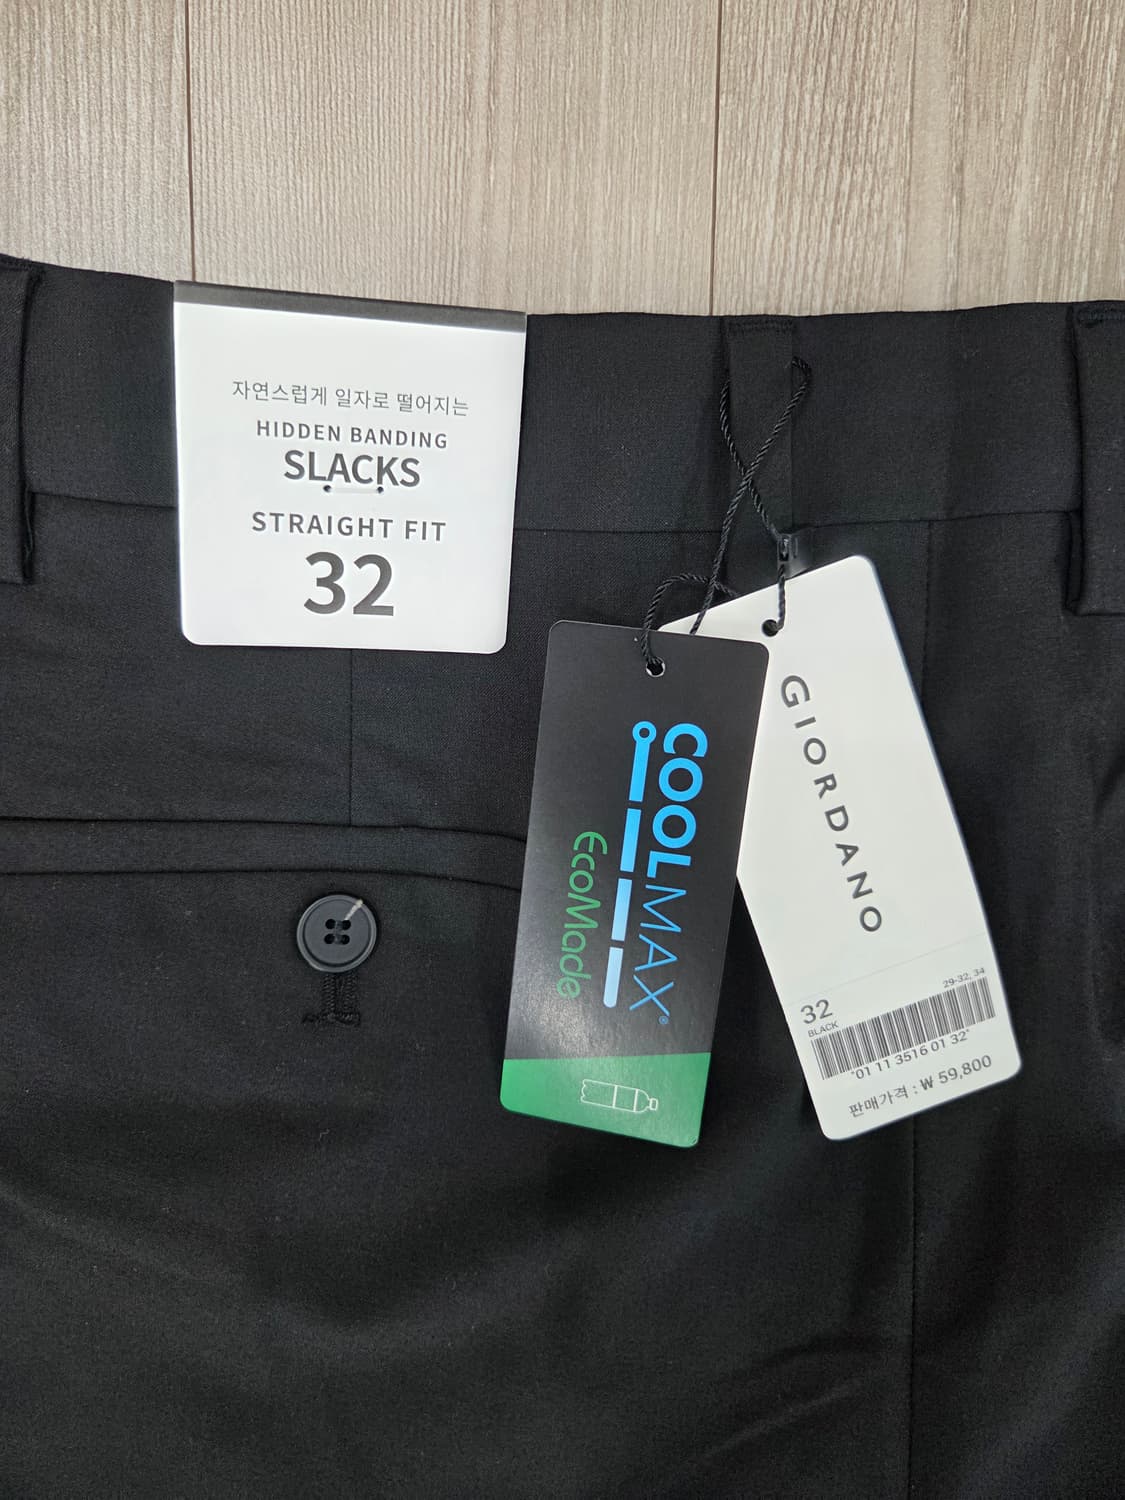 자연스럽게 일자로 떨어지는
HIDDEN BANDING
SLACKS
STRAIGHT FIT
32
COOLMAX®
EcoMade
GIORDANO
29-32, 34
32
BLACK
*01 11 3516 01 32*
판매가격 : ₩ 59,800